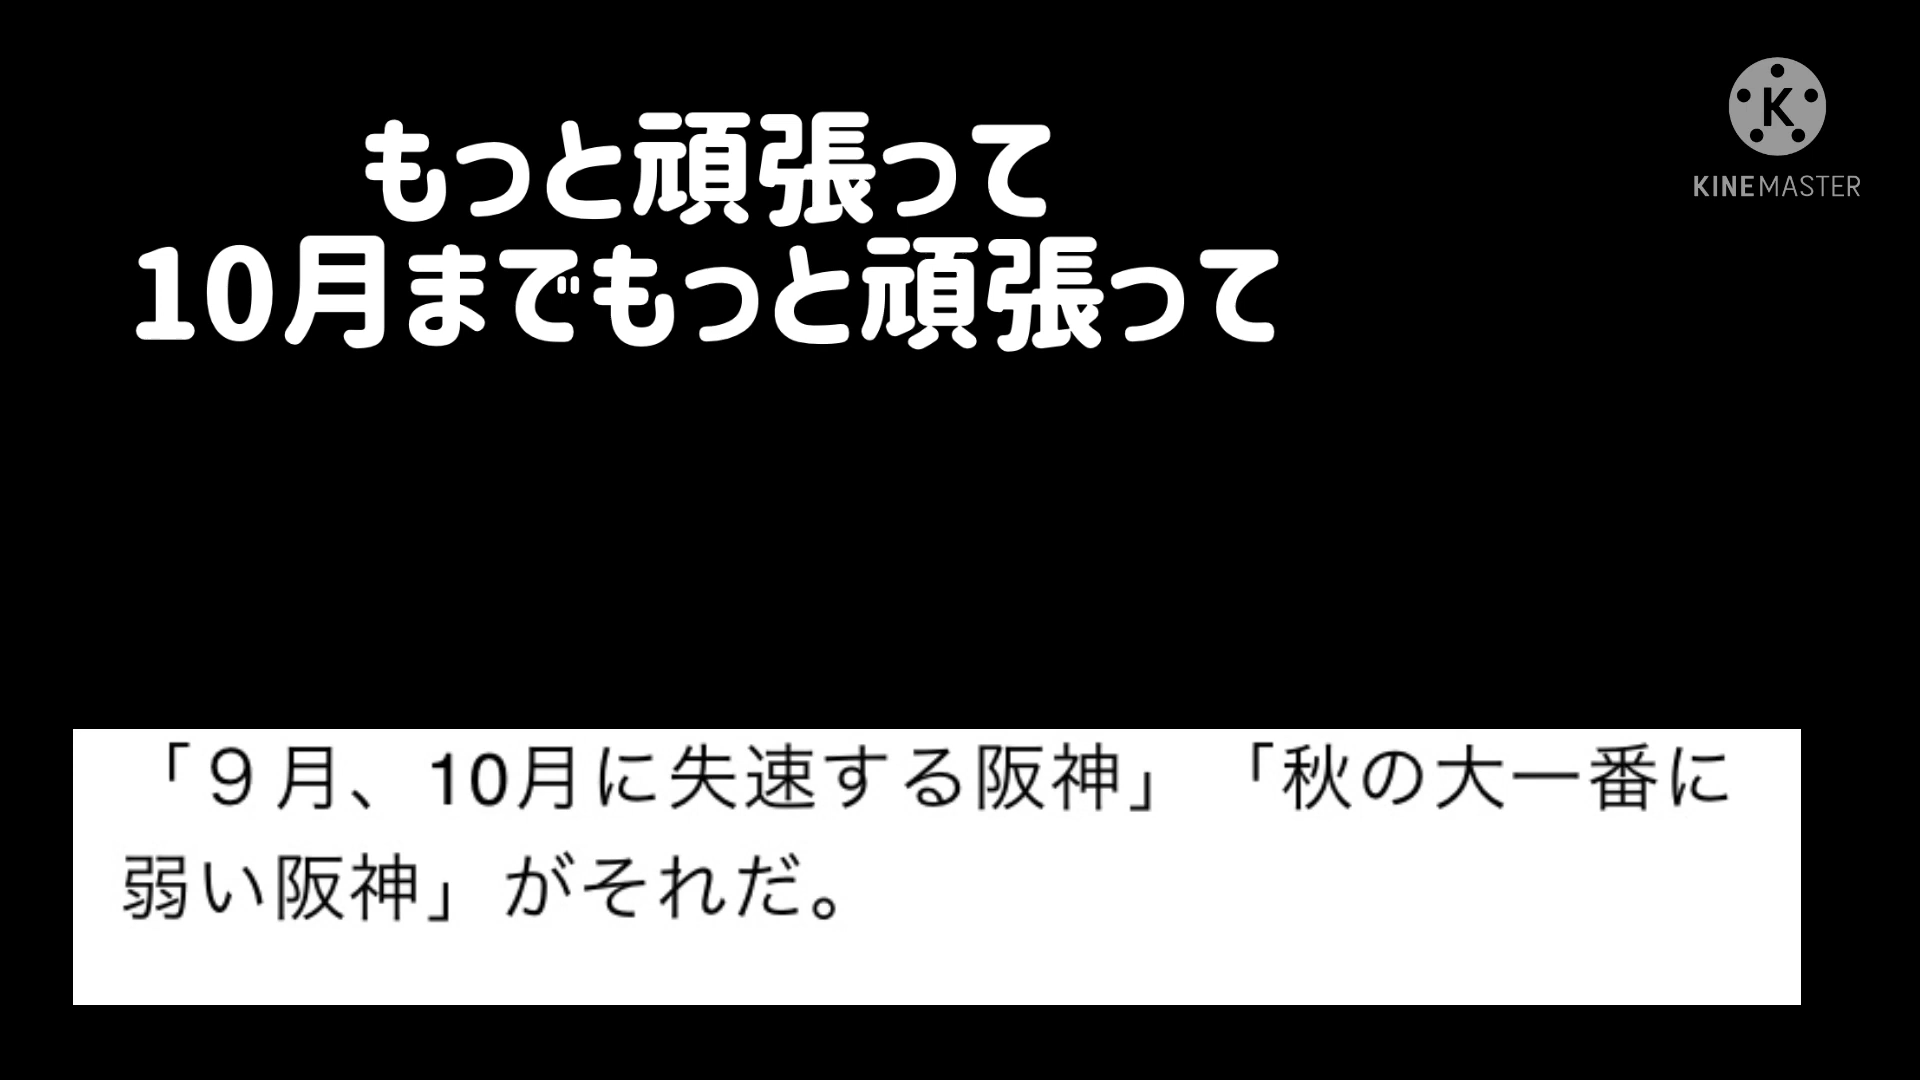 もっと頑張って
10月までもっと頑張って
KINEMASTER
「９月、10月に失速する阪神」「秋の大一番に
弱い阪神」がそれだ。